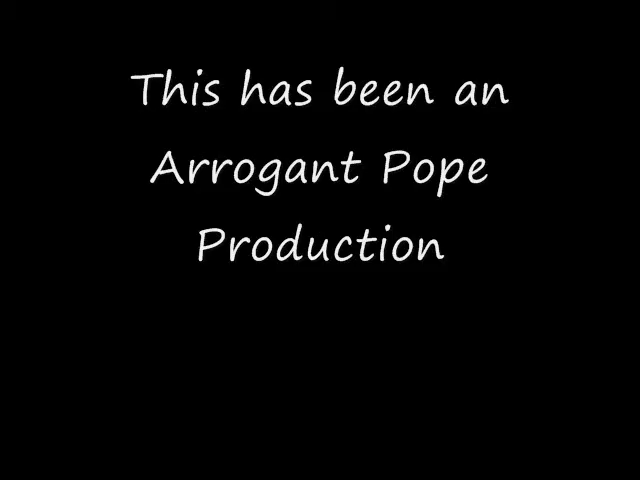 This has been an
Arrogant Pope
Production